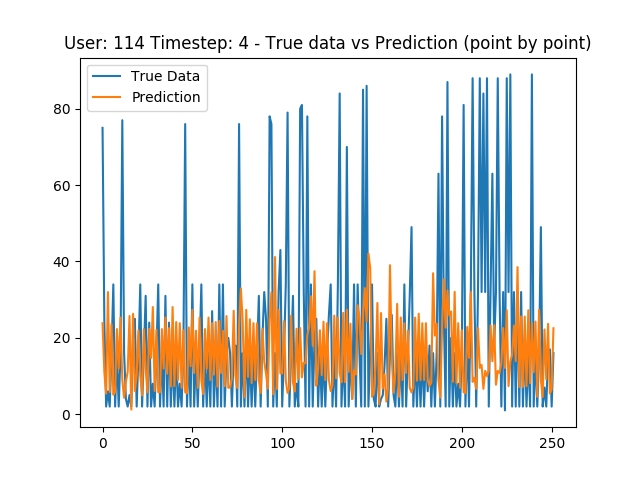 User: 114 Timestep: 4 - True data vs Prediction (point by point)
True Data
Prediction
80
60
40
20
0
0 50 100 150 200 250